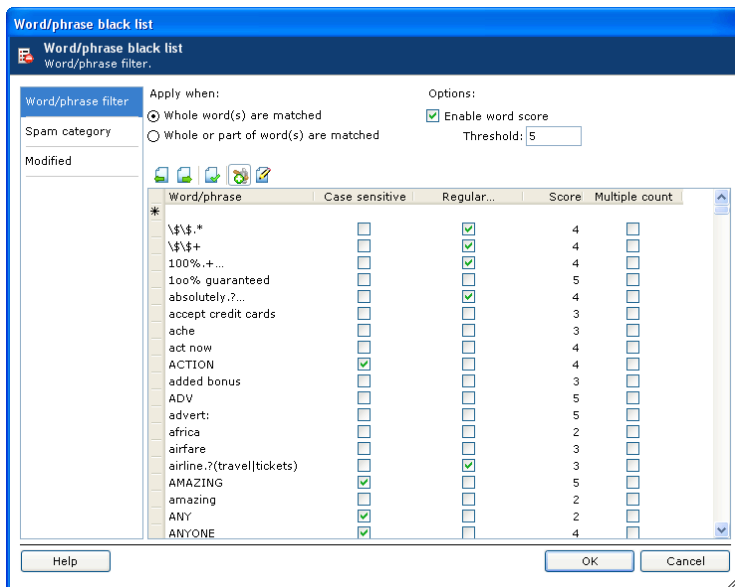 Word/phrase black list
Word/phrase black list
Word/phrase filter.
Word/phrase filter
Spam category
Modified
Apply when:
Whole word(s) are matched
Whole or part of word(s) are matched
Options:
Enable word score
Threshold: 5
Word/phrase Case sensitive Regular... Score Multiple count
*
\$\$.* 4
\$\$+ 4
100%.+... 4
1oo% guaranteed 5
absolutely.?... 4
accept credit cards 3
ache 3
act now 4
ACTION 4
added bonus 3
ADV 5
advert: 5
africa 2
airfare 3
airline.?(travel|tickets) 3
AMAZING 5
amazing 2
ANY 2
ANYONE 4
Help OK Cancel